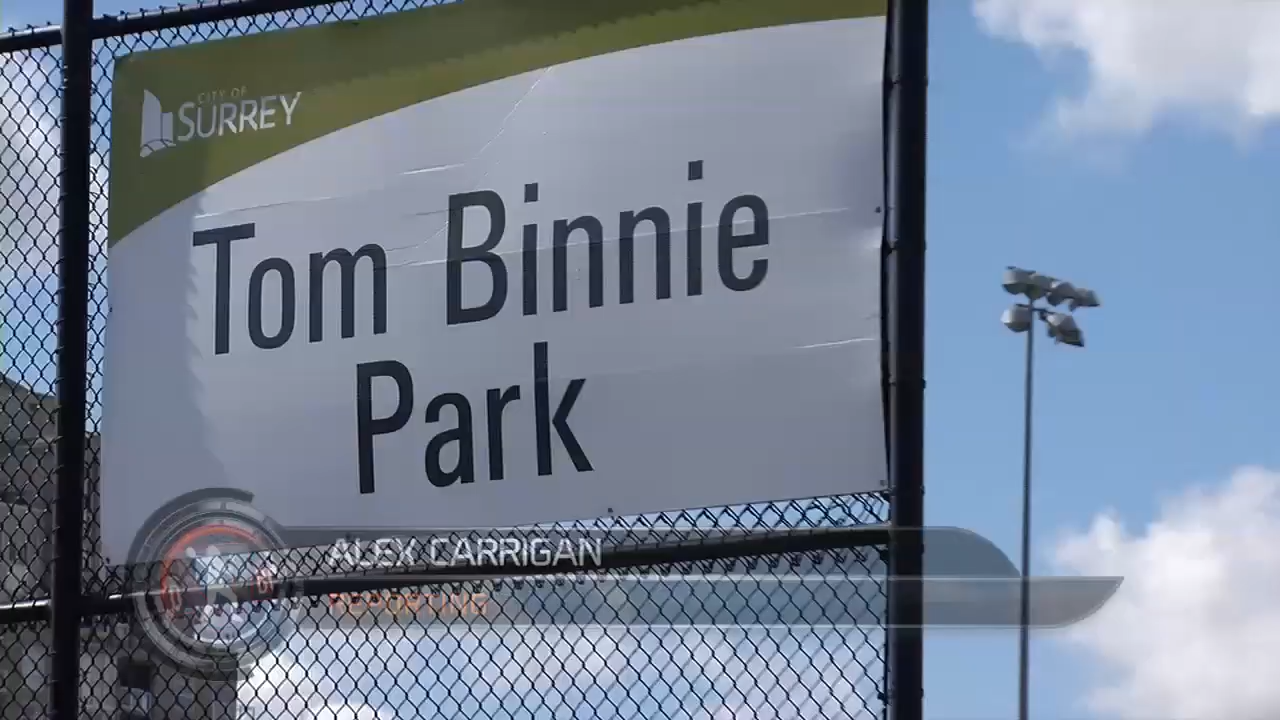 CITY OF
SURREY
Tom Binnie
Park
ALEX CARRIGAN
REPORTING